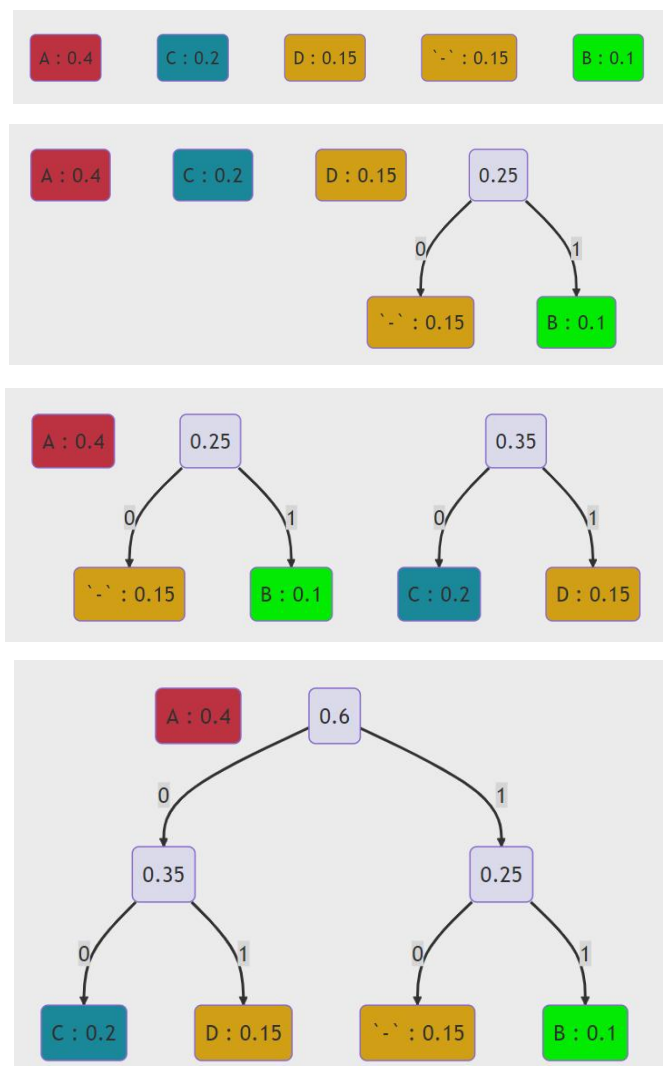 A : 0.4 C : 0.2 D : 0.15 `-` : 0.15 B : 0.1
A : 0.4 C : 0.2 D : 0.15 0.25
0 1
`-` : 0.15 B : 0.1
A : 0.4 0.25 0.35
0 1 0 1
`-` : 0.15 B : 0.1 C : 0.2 D : 0.15
A : 0.4 0.6
0 1
0.35 0.25
0 1 0 1
C : 0.2 D : 0.15 `-` : 0.15 B : 0.1